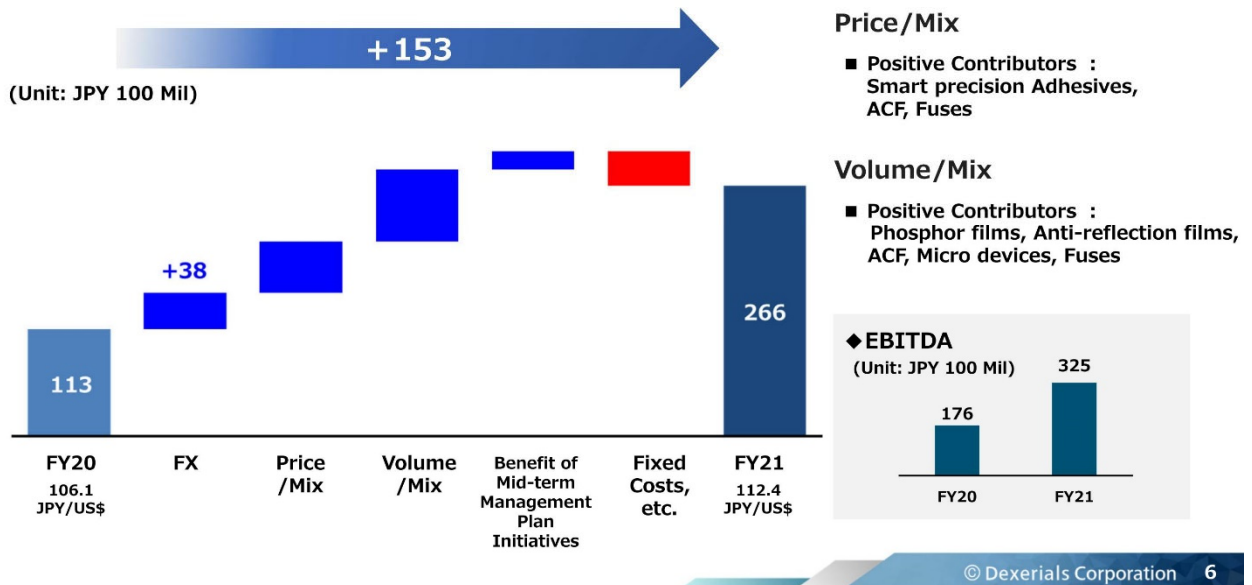 +153
(Unit: JPY 100 Mil)
+38
113
266
FY20
106.1
JPY/US$
FX
Price
/Mix
Volume
/Mix
Benefit of
Mid-term
Management
Plan
Initiatives
Fixed
Costs,
etc.
FY21
112.4
JPY/US$
Price/Mix
■ Positive Contributors :
Smart precision Adhesives,
ACF, Fuses
Volume/Mix
■ Positive Contributors :
Phosphor films, Anti-reflection films,
ACF, Micro devices, Fuses
◆EBITDA
(Unit: JPY 100 Mil)
176
325
FY20
FY21
© Dexerials Corporation 6